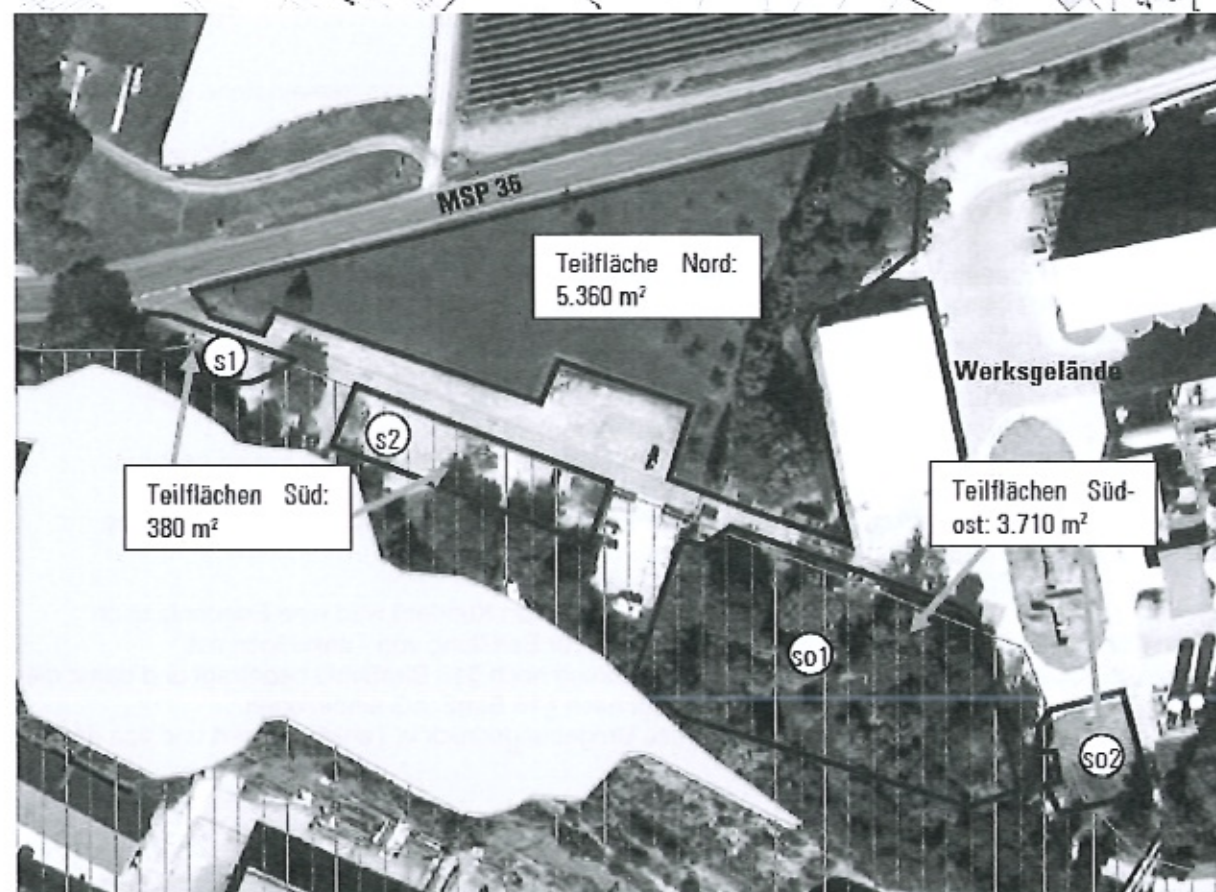 MSP 36
Teilfläche Nord:
5.360 m²
s1
s2
Werksgelände
Teilflächen Süd:
380 m²
Teilflächen Süd-
ost: 3.710 m²
so1
so2